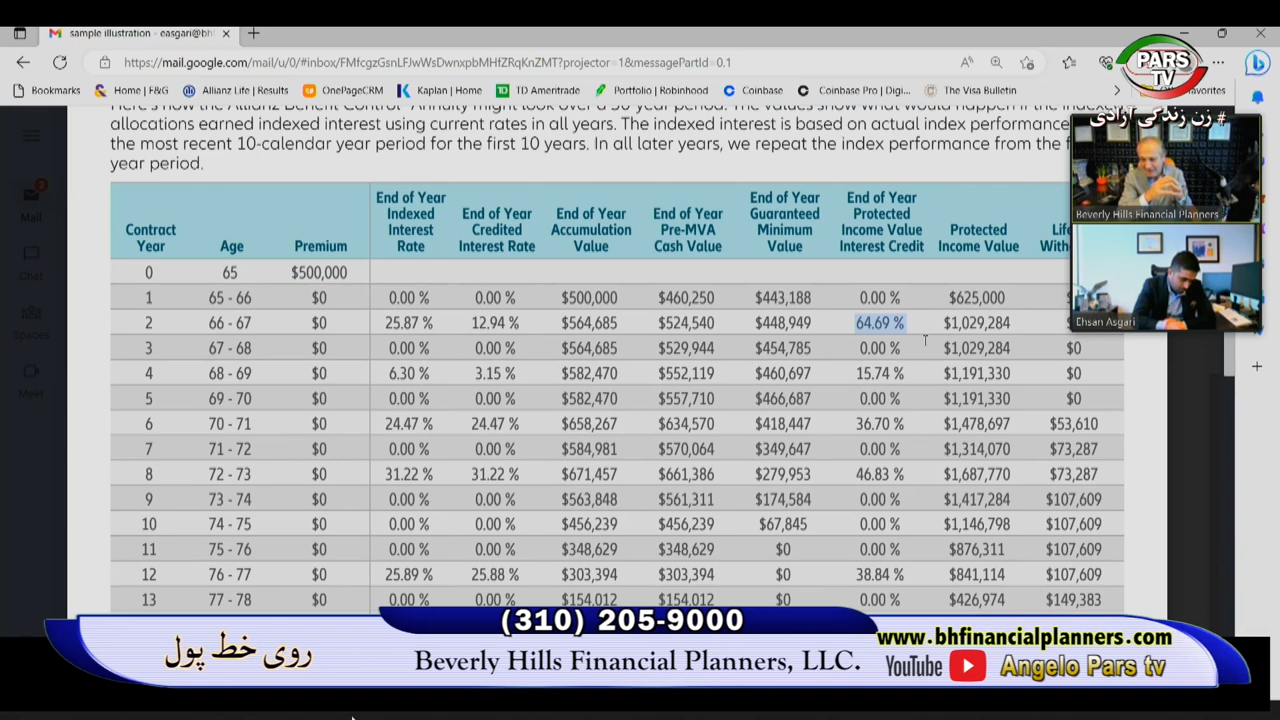 sample illustration - easgari@bh
https://mail.google.com/mail/u/0/#inbox/FMfcgzGsnLFJwWsDwnxpbMHfZRqKnZMT?projector=1&messagePartId=0.1
Bookmarks Home | F&G Allianz Life | Results OnePageCRM Kaplan | Home TD Ameritrade Portfolio | Robinhood Coinbase Coinbase Pro | Digi... The Visa Bulletin
PARS
TV
# زن زندگی آزادی
allocations earned indexed interest using current rates in all years. The indexed interest is based on actual index performance
the most recent 10-calendar year period for the first 10 years. In all later years, we repeat the index performance from the f
year period.
Mail
Chat
Spaces
Meet
Contract Year Age Premium End of Year Indexed Interest Rate End of Year Credited Interest Rate End of Year Accumulation Value End of Year Pre-MVA Cash Value End of Year Guaranteed Minimum Value End of Year Protected Income Value Interest Credit Protected Income Value
0 65 $500,000
1 65 - 66 $0 0.00 % 0.00 % $500,000 $460,250 $443,188 0.00 % $625,000
2 66 - 67 $0 25.87 % 12.94 % $564,685 $524,540 $448,949 64.69 % $1,029,284
3 67 - 68 $0 0.00 % 0.00 % $564,685 $529,944 $454,785 0.00 % $1,029,284 $0
4 68 - 69 $0 6.30 % 3.15 % $582,470 $552,119 $460,697 15.74 % $1,191,330 $0
5 69 - 70 $0 0.00 % 0.00 % $582,470 $557,710 $466,687 0.00 % $1,191,330 $0
6 70 - 71 $0 24.47 % 24.47 % $658,267 $634,570 $418,447 36.70 % $1,478,697 $53,610
7 71 - 72 $0 0.00 % 0.00 % $584,981 $570,064 $349,647 0.00 % $1,314,070 $73,287
8 72 - 73 $0 31.22 % 31.22 % $671,457 $661,386 $279,953 46.83 % $1,687,770 $73,287
9 73 - 74 $0 0.00 % 0.00 % $563,848 $561,311 $174,584 0.00 % $1,417,284 $107,609
10 74 - 75 $0 0.00 % 0.00 % $456,239 $456,239 $67,845 0.00 % $1,146,798 $107,609
11 75 - 76 $0 0.00 % 0.00 % $348,629 $348,629 $0 0.00 % $876,311 $107,609
12 76 - 77 $0 25.89 % 25.88 % $303,394 $303,394 $0 38.84 % $841,114 $107,609
13 77 - 78 $0 0.00 % 0.00 % $154,012 $154,012 $0 0.00 % $426,974 $149,383
Beverly Hills Financial Planners
Ehsan Asgari
(310) 205-9000
روی خط پول
Beverly Hills Financial Planners, LLC.
www.bhfinancialplanners.com
YouTube Angelo Pars tv